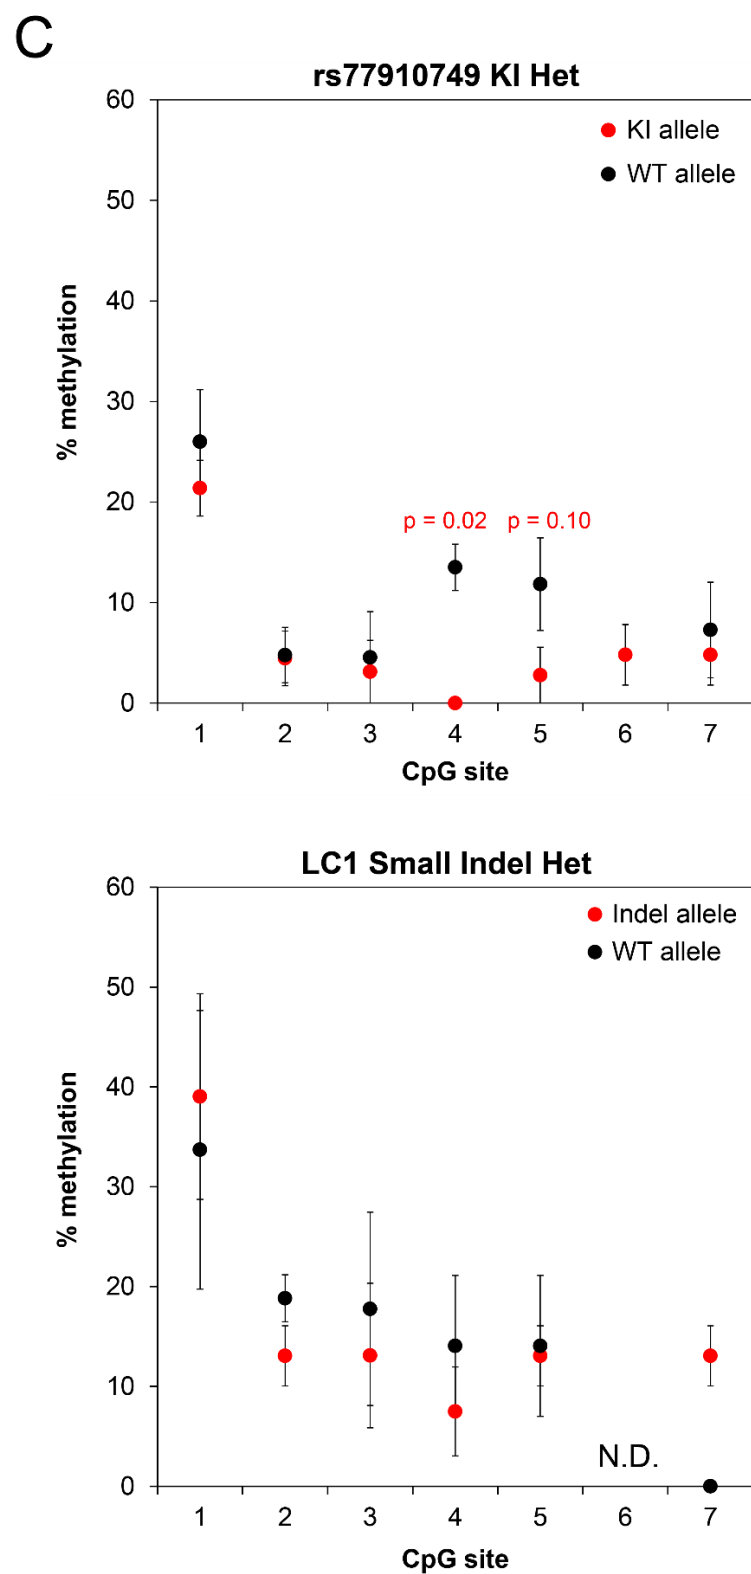 C
rs77910749 KI Het
KI allele
WT allele
% methylation
60
50
40
30
20
10
0
p = 0.02 p = 0.10
1 2 3 4 5 6 7
CpG site
LC1 Small Indel Het
Indel allele
WT allele
% methylation
60
50
40
30
20
10
0
N.D.
1 2 3 4 5 6 7
CpG site